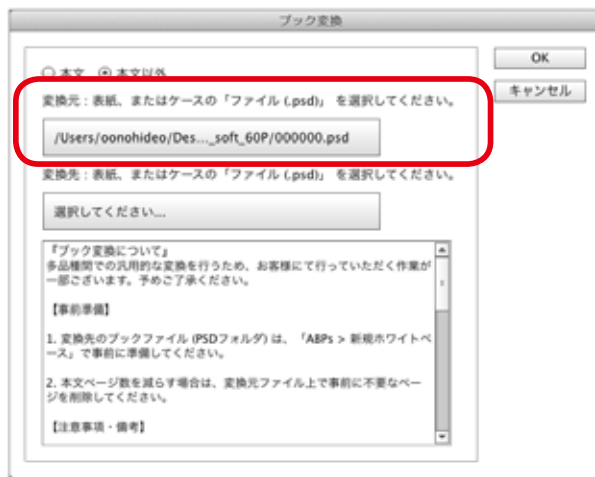 ブック変換
OK
キャンセル
本文 本文以外
変換元：表紙、またはケースの「ファイル (.psd)」 を選択してください。
/Users/oonohideo/Des..._soft_60P/000000.psd
変換先：表紙、またはケースの「ファイル (.psd)」 を選択してください。
選択してください...
『ブック変換について』
多品種間での汎用的な変換を行うため、お客様にて行っていただく作業が
一部ございます。予めご了承ください。
【事前準備】
1. 変換先のブックファイル (PSDフォルダ) は、「ABPs > 新規ホワイトベ
ース」で事前に準備してください。
2. 本文ページ数を減らす場合は、変換元ファイル上で事前に不要なペー
ジを削除してください。
【注意事項・備考】